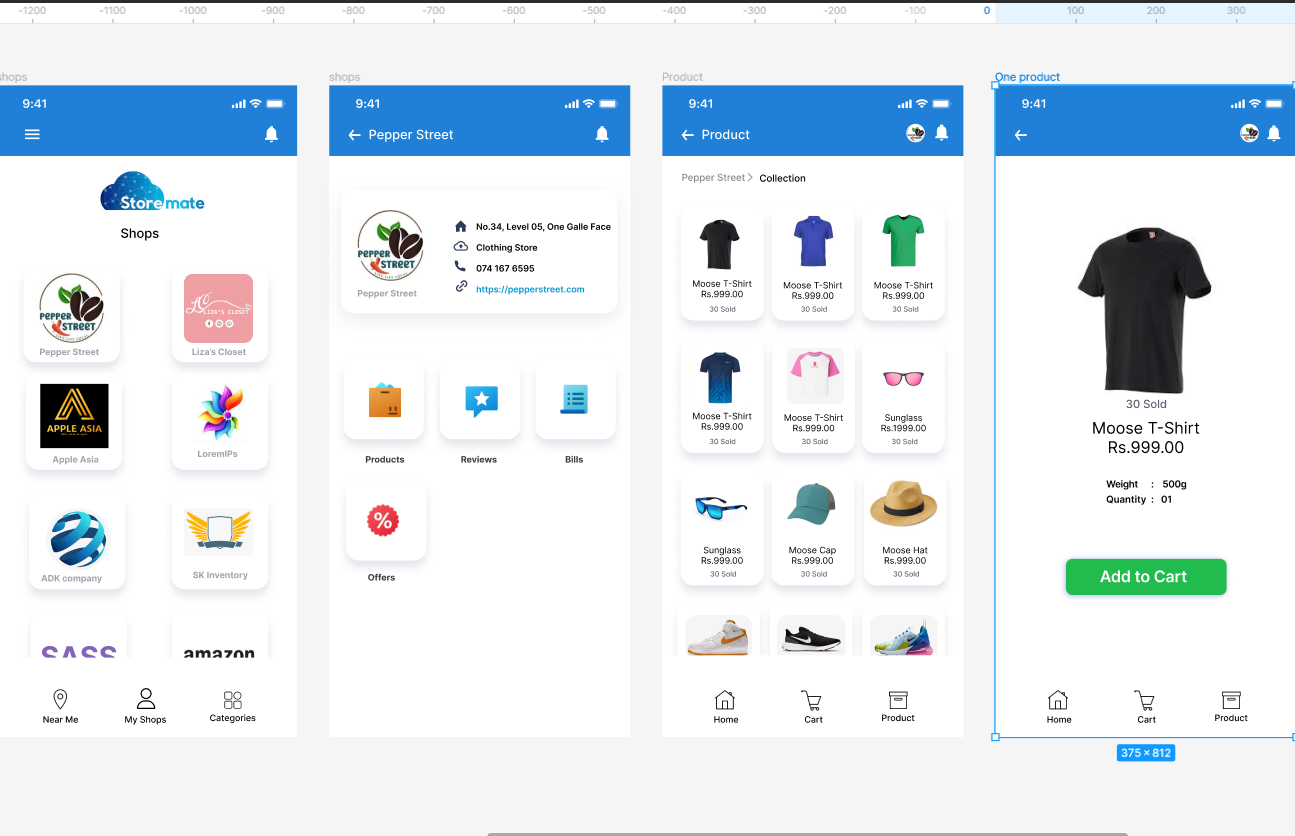 -1200 -1100 -1000 -900 -800 -700 -600 -500 -400 -300 -200 -100 0 100 200 300
shops
9:41
Storemate
Shops
PEPPER STREET
Pepper Street
LIZA'S CLOSET
Liza's Closet
APPLE ASIA
Apple Asia
LoremIPs
ADK company
SK Inventory
SASS
amazon
Near Me
My Shops
Categories
shops
9:41
Pepper Street
PEPPER STREET
Pepper Street
No.34, Level 05, One Galle Face
Clothing Store
074 167 6595
https://pepperstreet.com
Products
Reviews
Bills
%
Offers
Product
9:41
Product
Pepper Street > Collection
Moose T-Shirt
Rs.999.00
30 Sold
Moose T-Shirt
Rs.999.00
30 Sold
Moose T-Shirt
Rs.999.00
30 Sold
Moose T-Shirt
Rs.999.00
30 Sold
Moose T-Shirt
Rs.999.00
30 Sold
Sunglass
Rs.1999.00
30 Sold
Sunglass
Rs.999.00
30 Sold
Moose Cap
Rs.999.00
30 Sold
Moose Hat
Rs.999.00
30 Sold
Home
Cart
Product
One product
9:41
30 Sold
Moose T-Shirt
Rs.999.00
Weight : 500g
Quantity : 01
Add to Cart
Home
Cart
Product
375 × 812